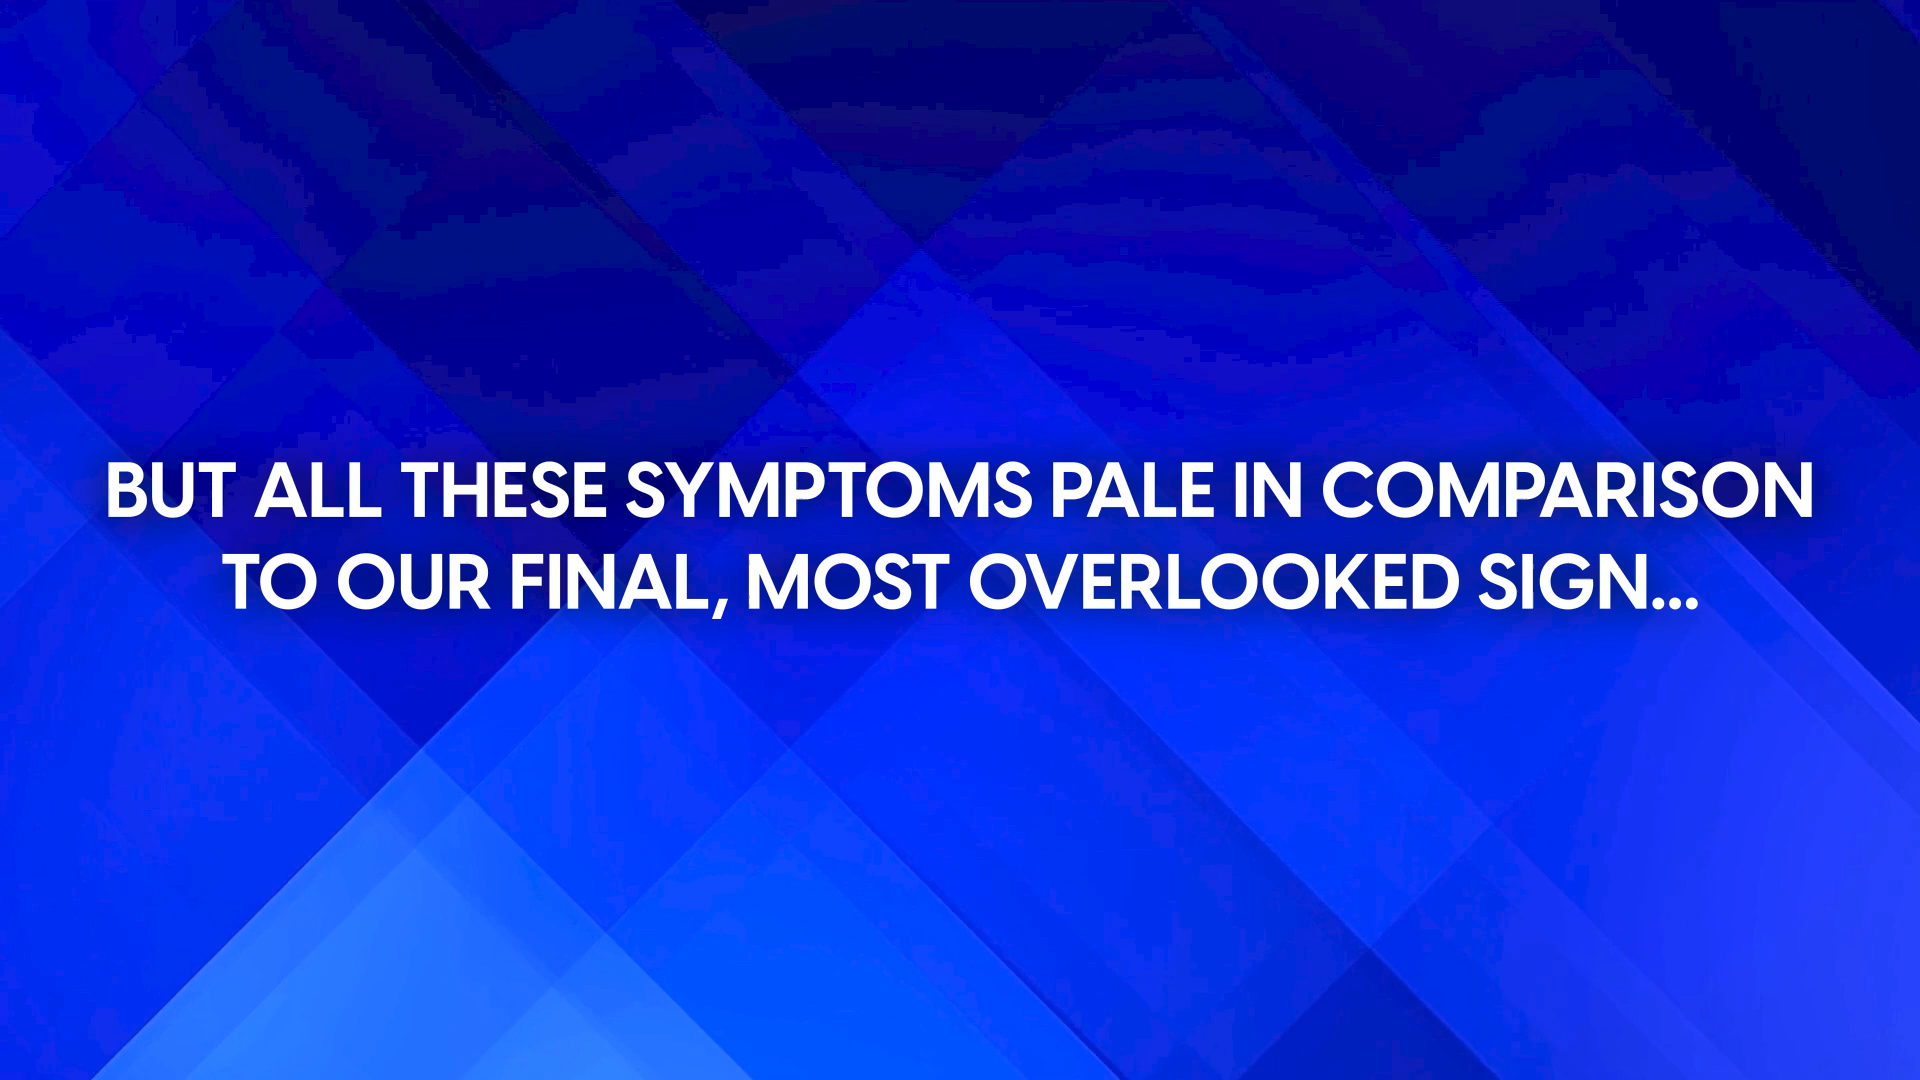 BUT ALL THESE SYMPTOMS PALE IN COMPARISON
TO OUR FINAL, MOST OVERLOOKED SIGN...